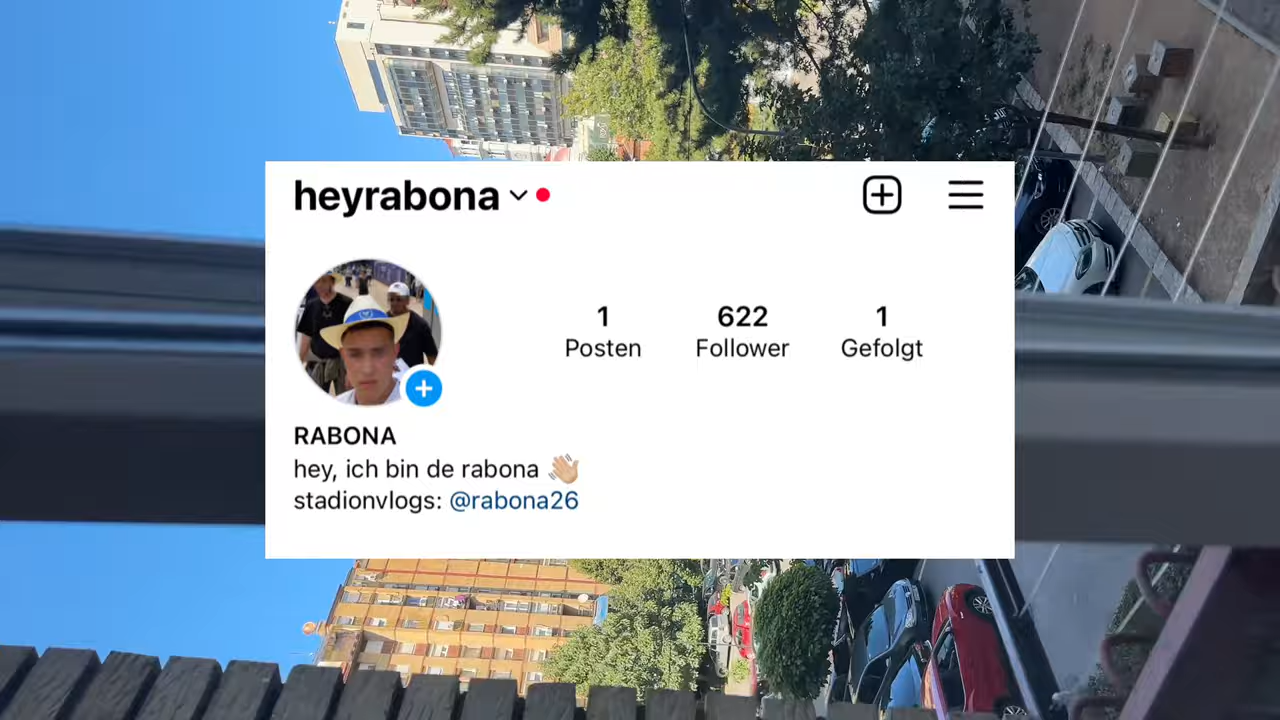 heyrabona
1 622 1
Posten Follower Gefolgt
RABONA
hey, ich bin de rabona 👋🏼
stadionvlogs: @rabona26